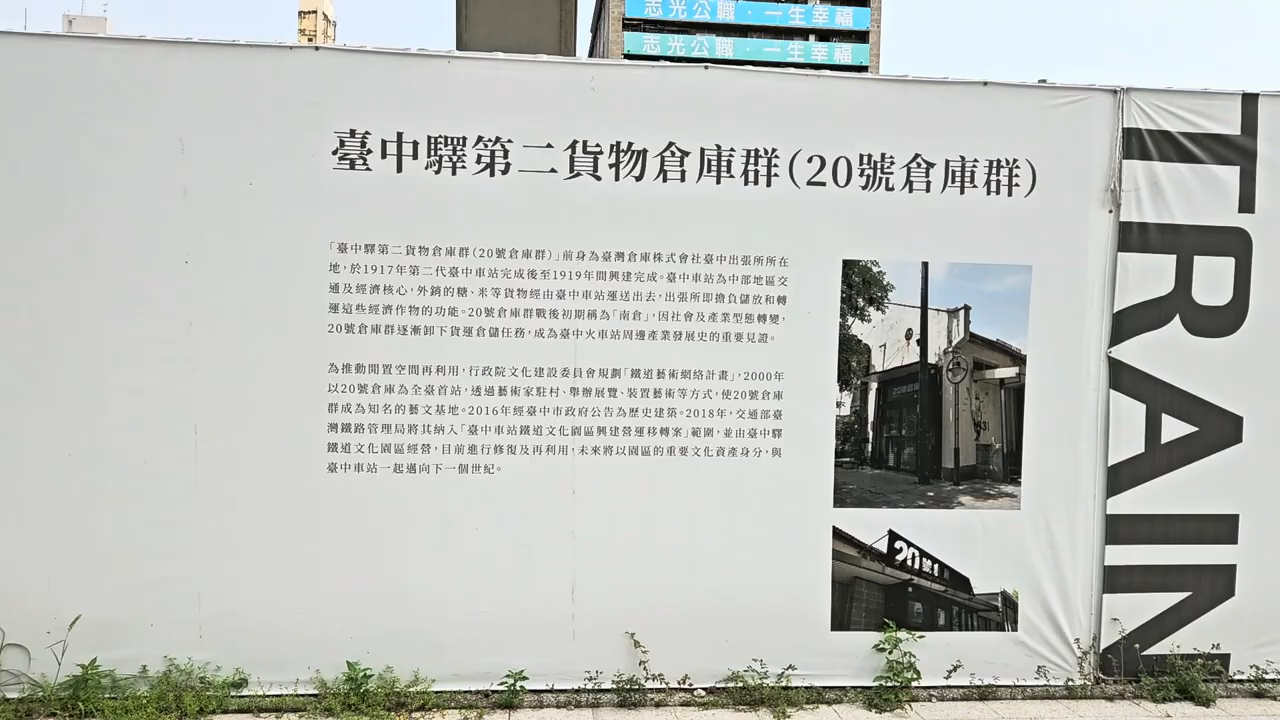 志光公職．一生幸福
志光公職．一生幸福
臺中驛第二貨物倉庫群（20號倉庫群）
「臺中驛第二貨物倉庫群（20號倉庫群）」前身為臺灣倉庫株式會社臺中出張所所在
地，於1917年第二代臺中車站完成後至1919年間興建完成。臺中車站為中部地區交
通及經濟核心，外銷的糖、米等貨物經由臺中車站運送出去，出張所即擔負儲放和轉
運這些經濟作物的功能。20號倉庫群戰後初期稱為「南倉」，因社會及產業型態轉變，
20號倉庫群逐漸卸下貨運倉儲任務，成為臺中火車站周邊產業發展史的重要見證。
為推動閒置空間再利用，行政院文化建設委員會規劃「鐵道藝術網絡計畫」，2000年
以20號倉庫為全臺首站，透過藝術家駐村、舉辦展覽、裝置藝術等方式，使20號倉庫
群成為知名的藝文基地。2016年經臺中市政府公告為歷史建築。2018年，交通部臺
灣鐵路管理局將其納入「臺中車站鐵道文化園區興建營運移轉案」範圍，並由臺中驛
鐵道文化園區經營，目前進行修復及再利用，未來將以園區的重要文化資產身分，與
臺中車站一起邁向下一個世紀。
20號
TRAIN